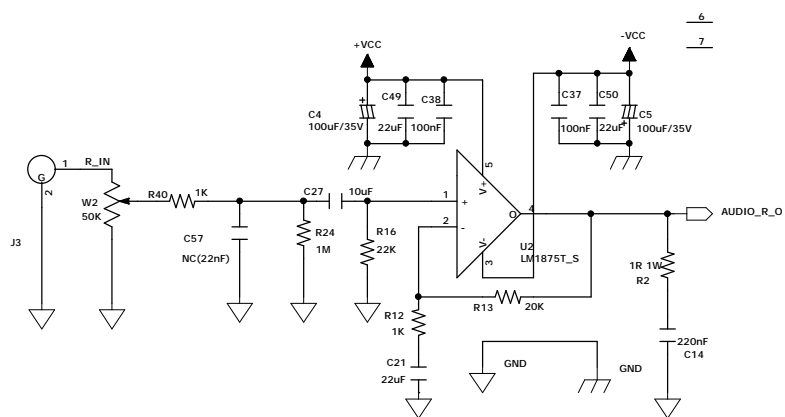 6
7
+VCC
-VCC
C4
100uF/35V
C49
22uF
C38
100nF
C37
100nF
C50
22uF
C5
100uF/35V
G
1
2
R_IN
J3
W2
50K
R40
1K
C57
NC(22nF)
C27
10uF
R24
1M
R16
22K
1
2
+
-
V+
V-
5
3
O
4
U2
LM1875T_S
AUDIO_R_O
1R 1W
R2
R13
20K
R12
1K
C21
22uF
GND
GND
220nF
C14